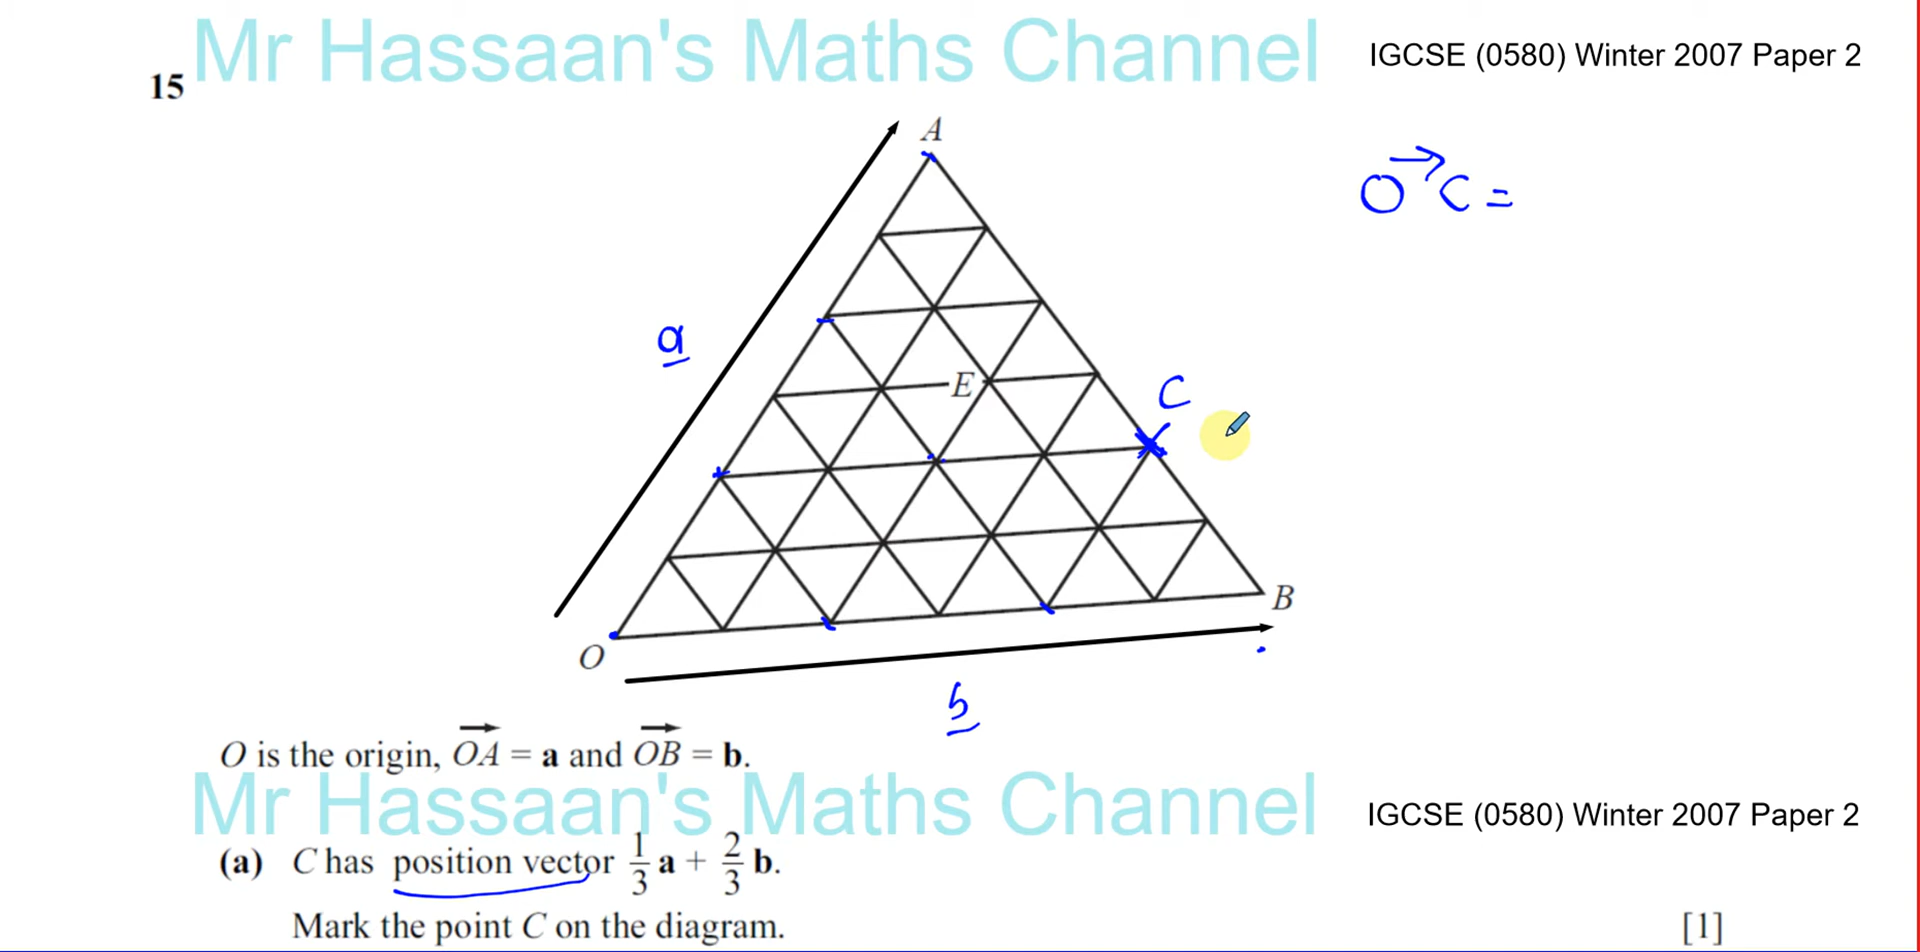 Mr Hassaan's Maths Channel
IGCSE (0580) Winter 2007 Paper 2
15
A
OC =
a
C
E
B
O
b
O is the origin, OA = a and OB = b.
Mr Hassaan's Maths Channel
IGCSE (0580) Winter 2007 Paper 2
(a) C has position vector 1/3 a + 2/3 b.
Mark the point C on the diagram. [1]